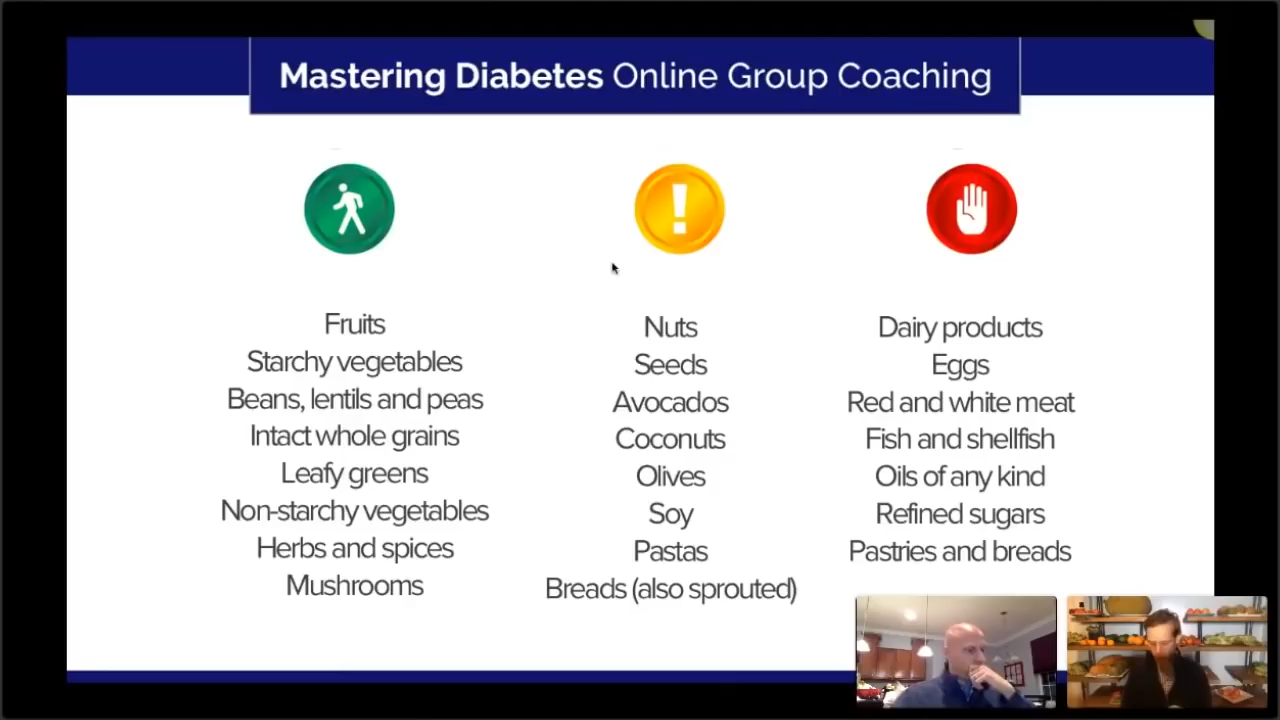 Mastering Diabetes Online Group Coaching
Fruits
Starchy vegetables
Beans, lentils and peas
Intact whole grains
Leafy greens
Non-starchy vegetables
Herbs and spices
Mushrooms
!
Nuts
Seeds
Avocados
Coconuts
Olives
Soy
Pastas
Breads (also sprouted)
Dairy products
Eggs
Red and white meat
Fish and shellfish
Oils of any kind
Refined sugars
Pastries and breads